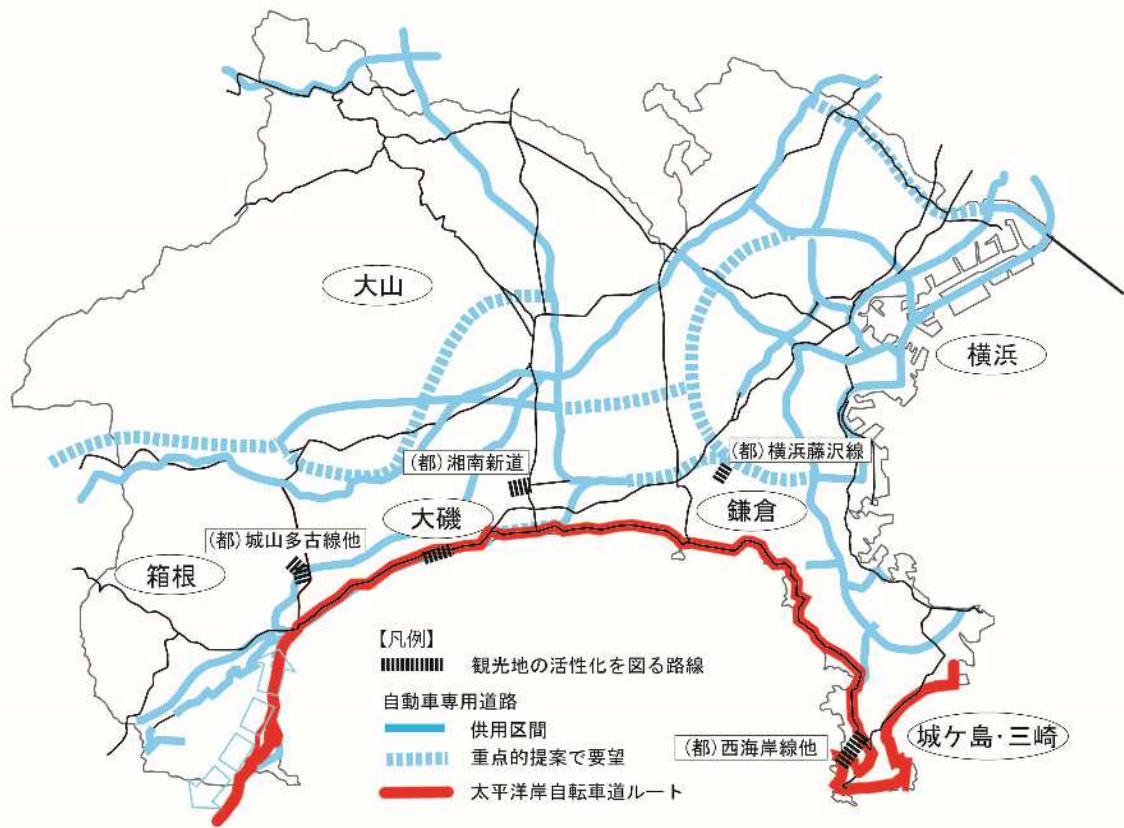 大山
横浜
(都)横浜藤沢線
(都)湘南新道
大磯
鎌倉
(都)城山多古線他
箱根
【凡例】
観光地の活性化を図る路線
自動車専用道路
供用区間
重点的提案で要望
太平洋岸自転車道ルート
(都)西海岸線他
城ケ島・三崎